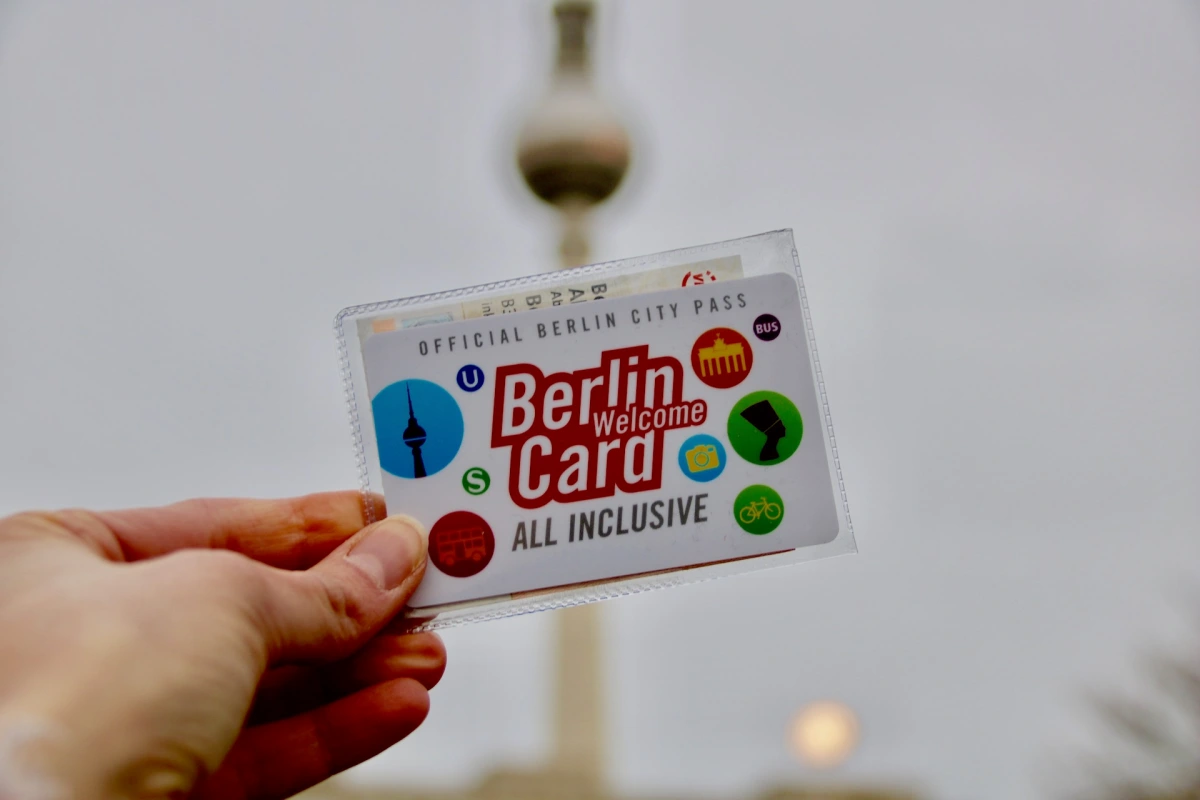 OFFICIAL BERLIN CITY PASS
BUS
U
Berlin
Welcome
Card
S
ALL INCLUSIVE